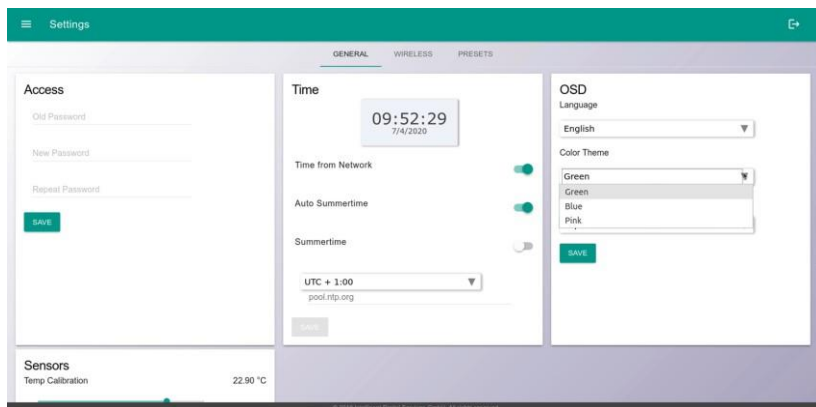 Settings
GENERAL WIRELESS PRESETS
Access
Old Password
New Password
Repeat Password
SAVE
Time
09:52:29
7/4/2020
Time from Network
Auto Summertime
Summertime
UTC + 1:00
pool.ntp.org
SAVE
OSD
Language
English
Color Theme
Green
Green
Blue
Pink
SAVE
Sensors
Temp Calibration 22.90 °C